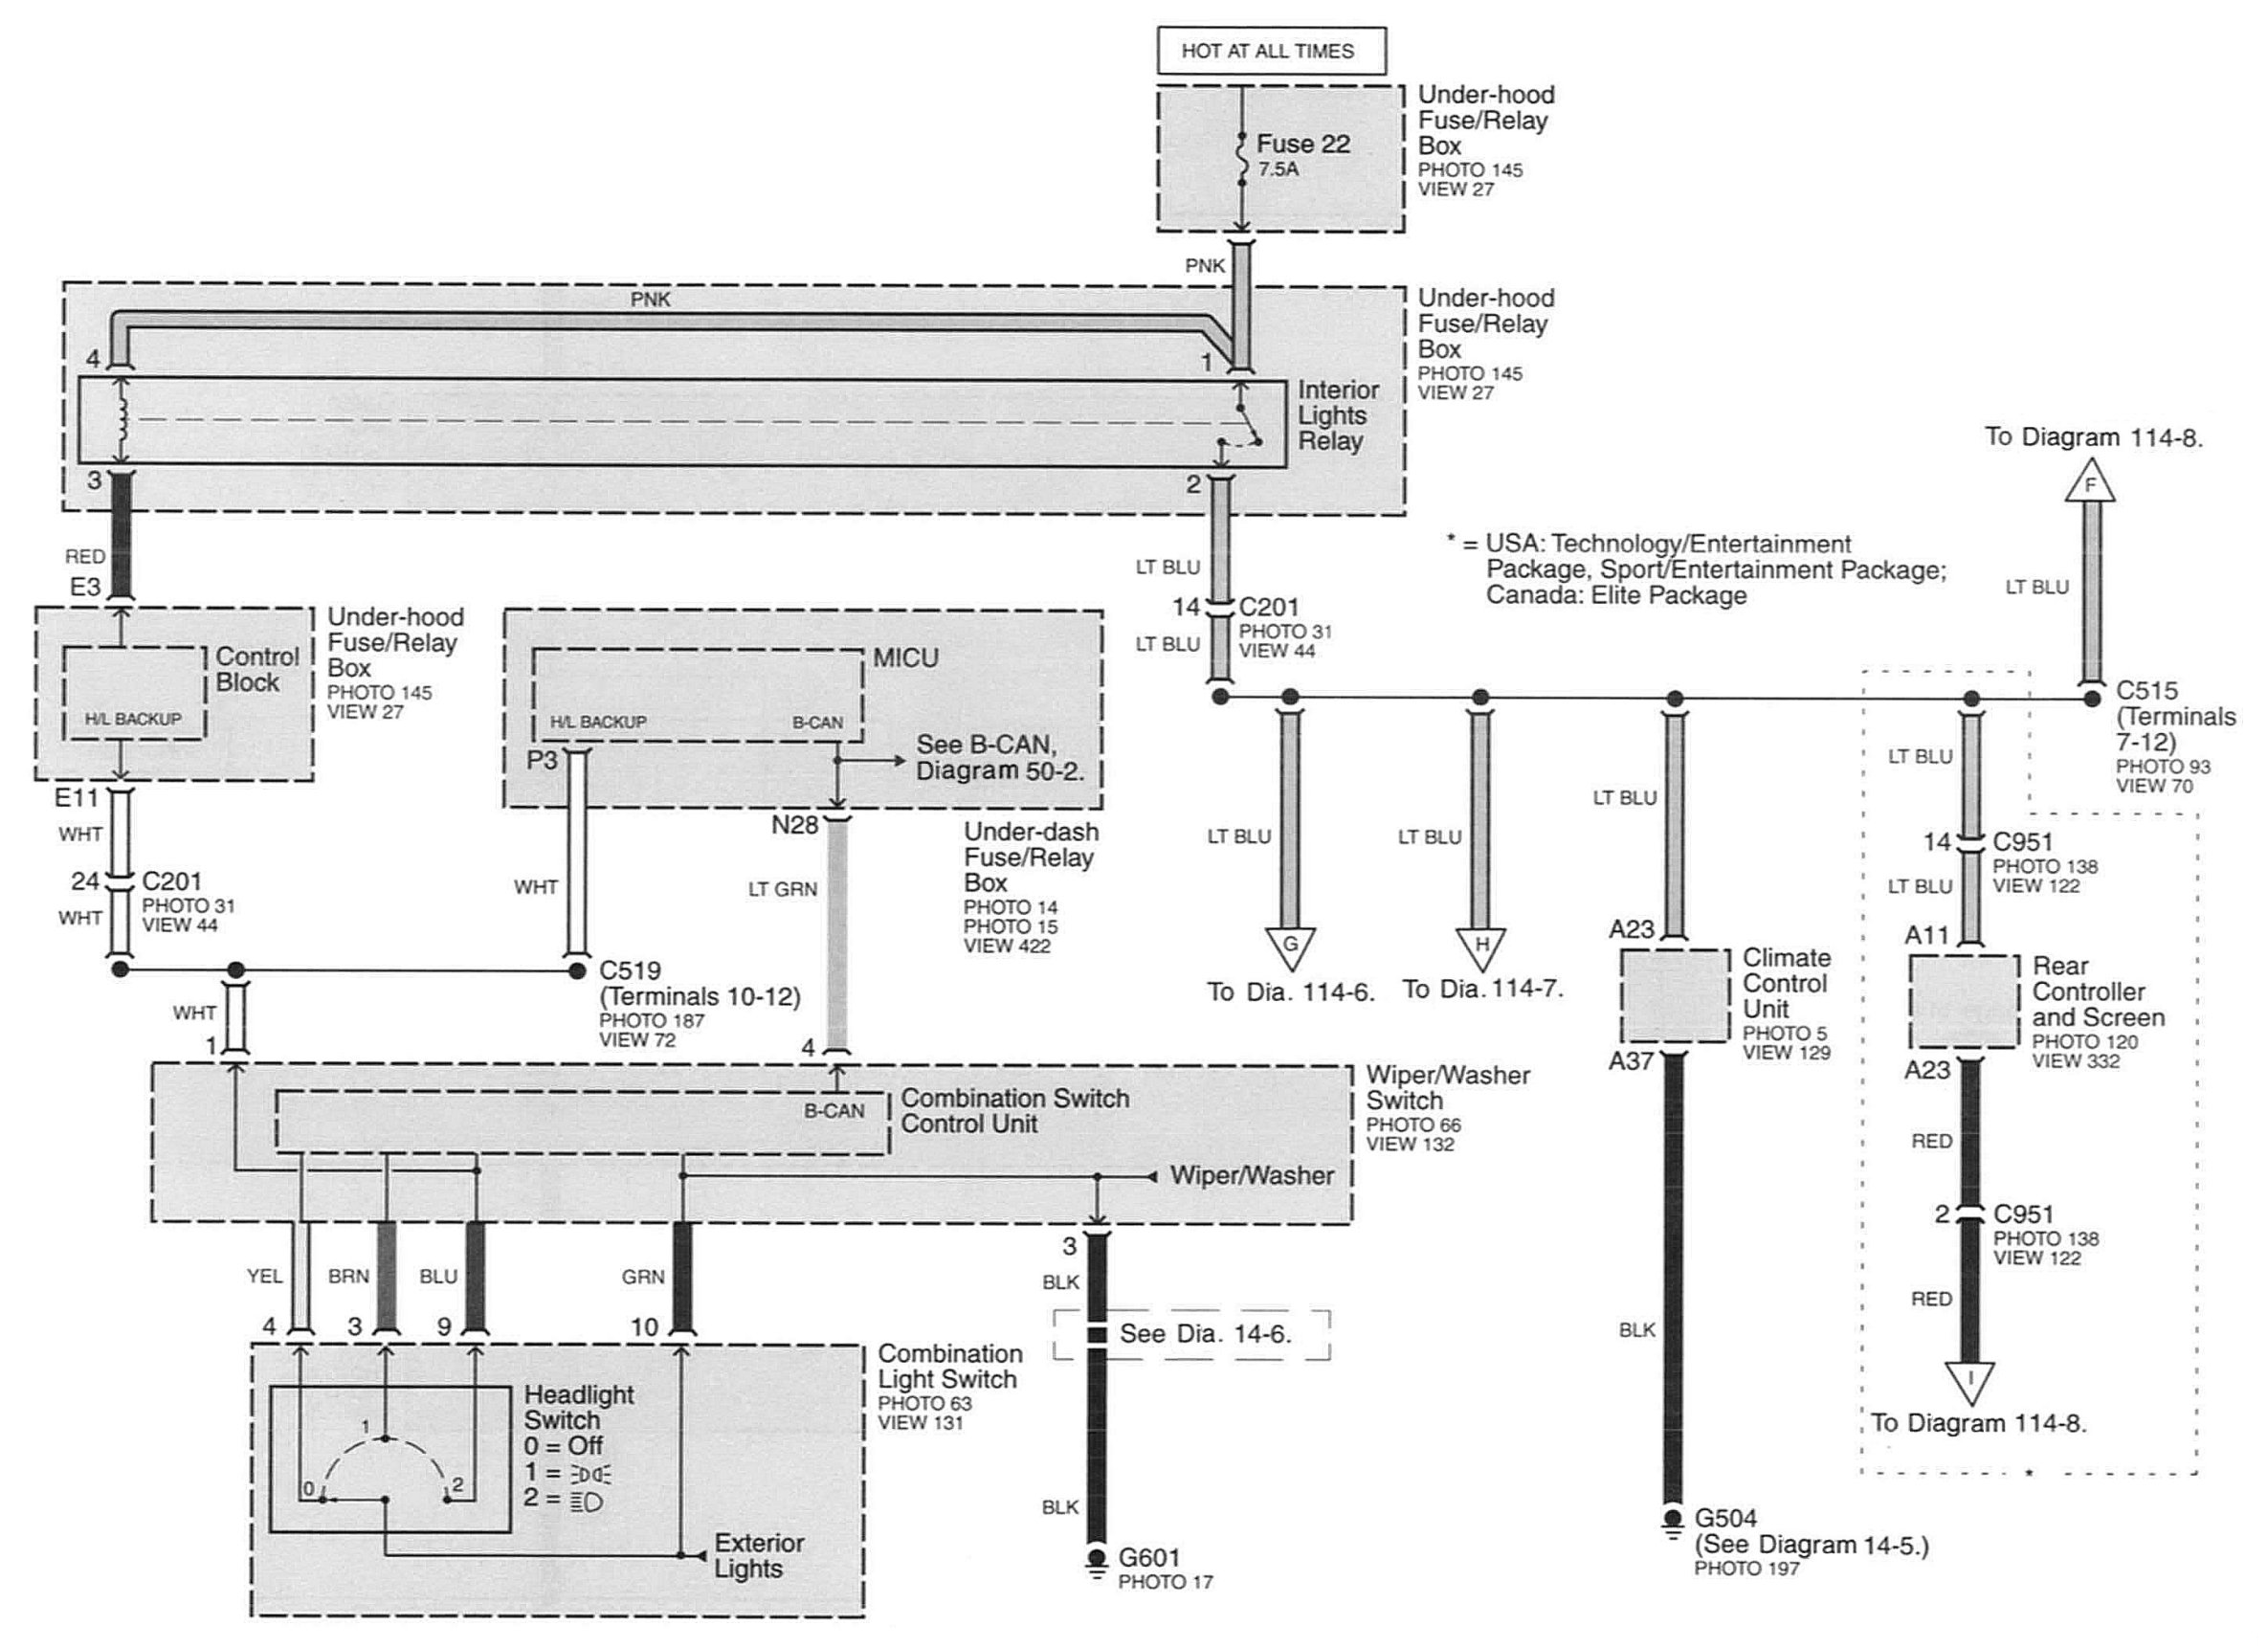 HOT AT ALL TIMES
Under-hood
Fuse/Relay
Box
PHOTO 145
VIEW 27
Fuse 22
7.5A
PNK
PNK
Under-hood
Fuse/Relay
Box
PHOTO 145
VIEW 27
4
1
Interior
Lights
Relay
3
2
To Diagram 114-8.
F
RED
E3
LT BLU
* = USA: Technology/Entertainment
Package, Sport/Entertainment Package;
Canada: Elite Package
LT BLU
14
C201
PHOTO 31
VIEW 44
LT BLU
Under-hood
Fuse/Relay
Box
PHOTO 145
VIEW 27
Control
Block
H/L BACKUP
MICU
H/L BACKUP
B-CAN
P3
See B-CAN,
Diagram 50-2.
C515
(Terminals
7-12)
PHOTO 93
VIEW 70
E11
WHT
24
C201
PHOTO 31
VIEW 44
WHT
WHT
N28
LT GRN
Under-dash
Fuse/Relay
Box
PHOTO 14
PHOTO 15
VIEW 422
LT BLU
LT BLU
LT BLU
LT BLU
14
C951
PHOTO 138
VIEW 122
LT BLU
G
To Dia. 114-6.
H
To Dia. 114-7.
A23
Climate
Control
Unit
PHOTO 5
VIEW 129
A37
A11
Rear
Controller
and Screen
PHOTO 120
VIEW 332
A23
C519
(Terminals 10-12)
PHOTO 187
VIEW 72
WHT
1
4
Wiper/Washer
Switch
PHOTO 66
VIEW 132
B-CAN
Combination Switch
Control Unit
Wiper/Washer
RED
2
C951
PHOTO 138
VIEW 122
RED
I
To Diagram 114-8.
*
YEL
BRN
BLU
GRN
4
3
9
10
3
BLK
See Dia. 14-6.
BLK
BLK
Combination
Light Switch
PHOTO 63
VIEW 131
Headlight
Switch
0 = Off
1 =
2 =
1
0
2
Exterior
Lights
G601
PHOTO 17
G504
(See Diagram 14-5.)
PHOTO 197